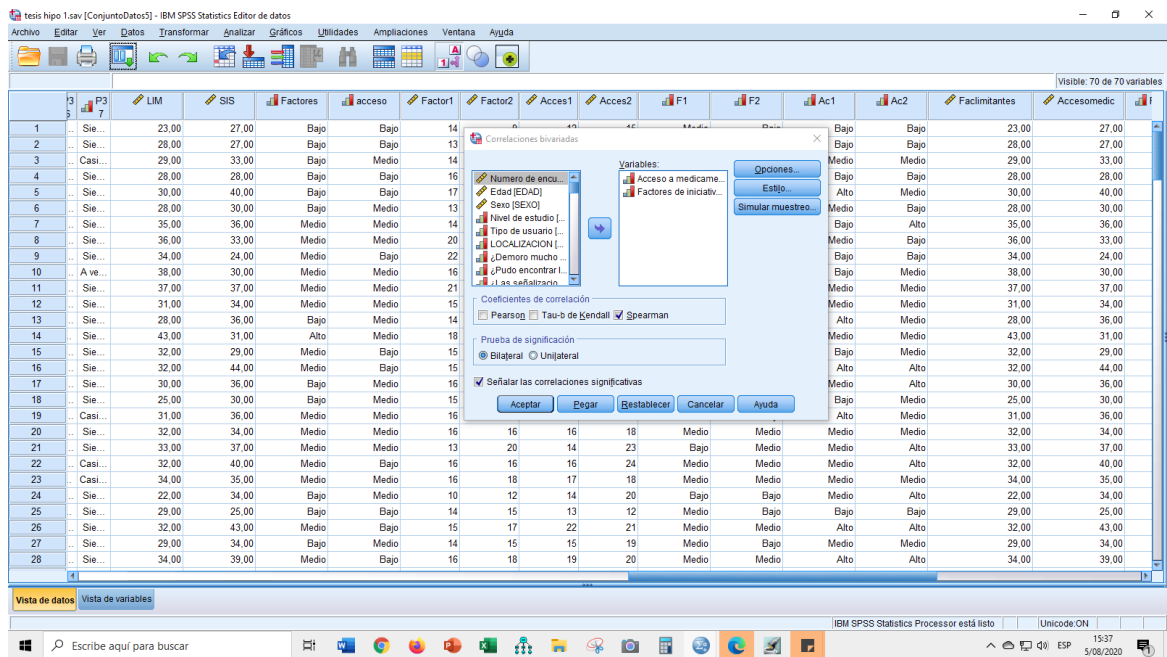 tesis hipo 1.sav [ConjuntoDatos5] - IBM SPSS Statistics Editor de datos
Archivo Editar Ver Datos Transformar Analizar Gráficos Utilidades Ampliaciones Ventana Ayuda
Visible: 70 de 70 variables
P3 7 LIM SIS Factores acceso Factor1 Factor2 Acces1 Acces2 F1 F2 Ac1 Ac2 Faclimitantes Accesomedic
1 .. Sie... 23,00 27,00 Bajo Bajo 14 Bajo Bajo 23,00 27,00
2 .. Sie... 28,00 27,00 Bajo Bajo 13 Bajo Bajo 28,00 27,00
3 .. Casi... 29,00 33,00 Bajo Medio 14 Medio Medio 29,00 33,00
4 .. Sie... 28,00 28,00 Bajo Bajo 16 Bajo Bajo 28,00 28,00
5 .. Sie... 30,00 40,00 Bajo Bajo 17 Alto Medio 30,00 40,00
6 .. Sie... 28,00 30,00 Bajo Medio 13 Medio Bajo 28,00 30,00
7 .. Sie... 35,00 36,00 Medio Medio 14 Bajo Alto 35,00 36,00
8 .. Sie... 36,00 33,00 Medio Medio 20 Medio Bajo 36,00 33,00
9 .. Sie... 34,00 24,00 Medio Bajo 22 Bajo Bajo 34,00 24,00
10 .. A ve... 38,00 30,00 Medio Medio 16 Bajo Medio 38,00 30,00
11 .. Sie... 37,00 37,00 Medio Medio 21 Medio Medio 37,00 37,00
12 .. Sie... 31,00 34,00 Medio Medio 15 Medio Medio 31,00 34,00
13 .. Sie... 28,00 36,00 Bajo Medio 14 Alto Medio 28,00 36,00
14 .. Sie... 43,00 31,00 Alto Medio 18 Medio Medio 43,00 31,00
15 .. Sie... 32,00 29,00 Medio Bajo 15 Bajo Medio 32,00 29,00
16 .. Sie... 32,00 44,00 Medio Bajo 15 Alto Alto 32,00 44,00
17 .. Sie... 30,00 36,00 Bajo Medio 16 Medio Alto 30,00 36,00
18 .. Sie... 25,00 30,00 Bajo Medio 15 Bajo Medio 25,00 30,00
19 .. Casi... 31,00 36,00 Medio Medio 16 Alto Medio 31,00 36,00
20 .. Sie... 32,00 34,00 Medio Medio 16 16 16 18 Medio Medio Medio Medio 32,00 34,00
21 .. Sie... 33,00 37,00 Medio Medio 13 20 14 23 Bajo Medio Medio Alto 33,00 37,00
22 .. Casi... 32,00 40,00 Medio Bajo 16 16 16 24 Medio Medio Medio Alto 32,00 40,00
23 .. Casi... 34,00 35,00 Medio Medio 16 18 17 18 Medio Medio Medio Medio 34,00 35,00
24 .. Sie... 22,00 34,00 Bajo Medio 10 12 14 20 Bajo Bajo Medio Alto 22,00 34,00
25 .. Sie... 29,00 25,00 Bajo Bajo 14 15 13 12 Medio Bajo Bajo Bajo 29,00 25,00
26 .. Sie... 32,00 43,00 Medio Bajo 15 17 22 21 Medio Medio Alto Alto 32,00 43,00
27 .. Sie... 29,00 34,00 Bajo Medio 14 15 15 19 Medio Bajo Medio Medio 29,00 34,00
28 .. Sie... 34,00 39,00 Medio Bajo 16 18 19 20 Medio Medio Alto Alto 34,00 39,00
Correlaciones bivariadas
Numero de encu...
Edad [EDAD]
Sexo [SEXO]
Nivel de estudio [...
Tipo de usuario [...
LOCALIZACION [...
¿Demoro mucho ...
¿Pudo encontrar l...
¿Las señalizacio...
Variables:
Acceso a medicame...
Factores de iniciativ...
Opciones...
Estilo...
Simular muestreo...
Coeficientes de correlación
Pearson Tau-b de Kendall Spearman
Prueba de significación
Bilateral Unilateral
Señalar las correlaciones significativas
Aceptar Pegar Restablecer Cancelar Ayuda
Vista de datos Vista de variables
IBM SPSS Statistics Processor está listo Unicode:ON
Escribe aquí para buscar
ESP 15:37
5/08/2020